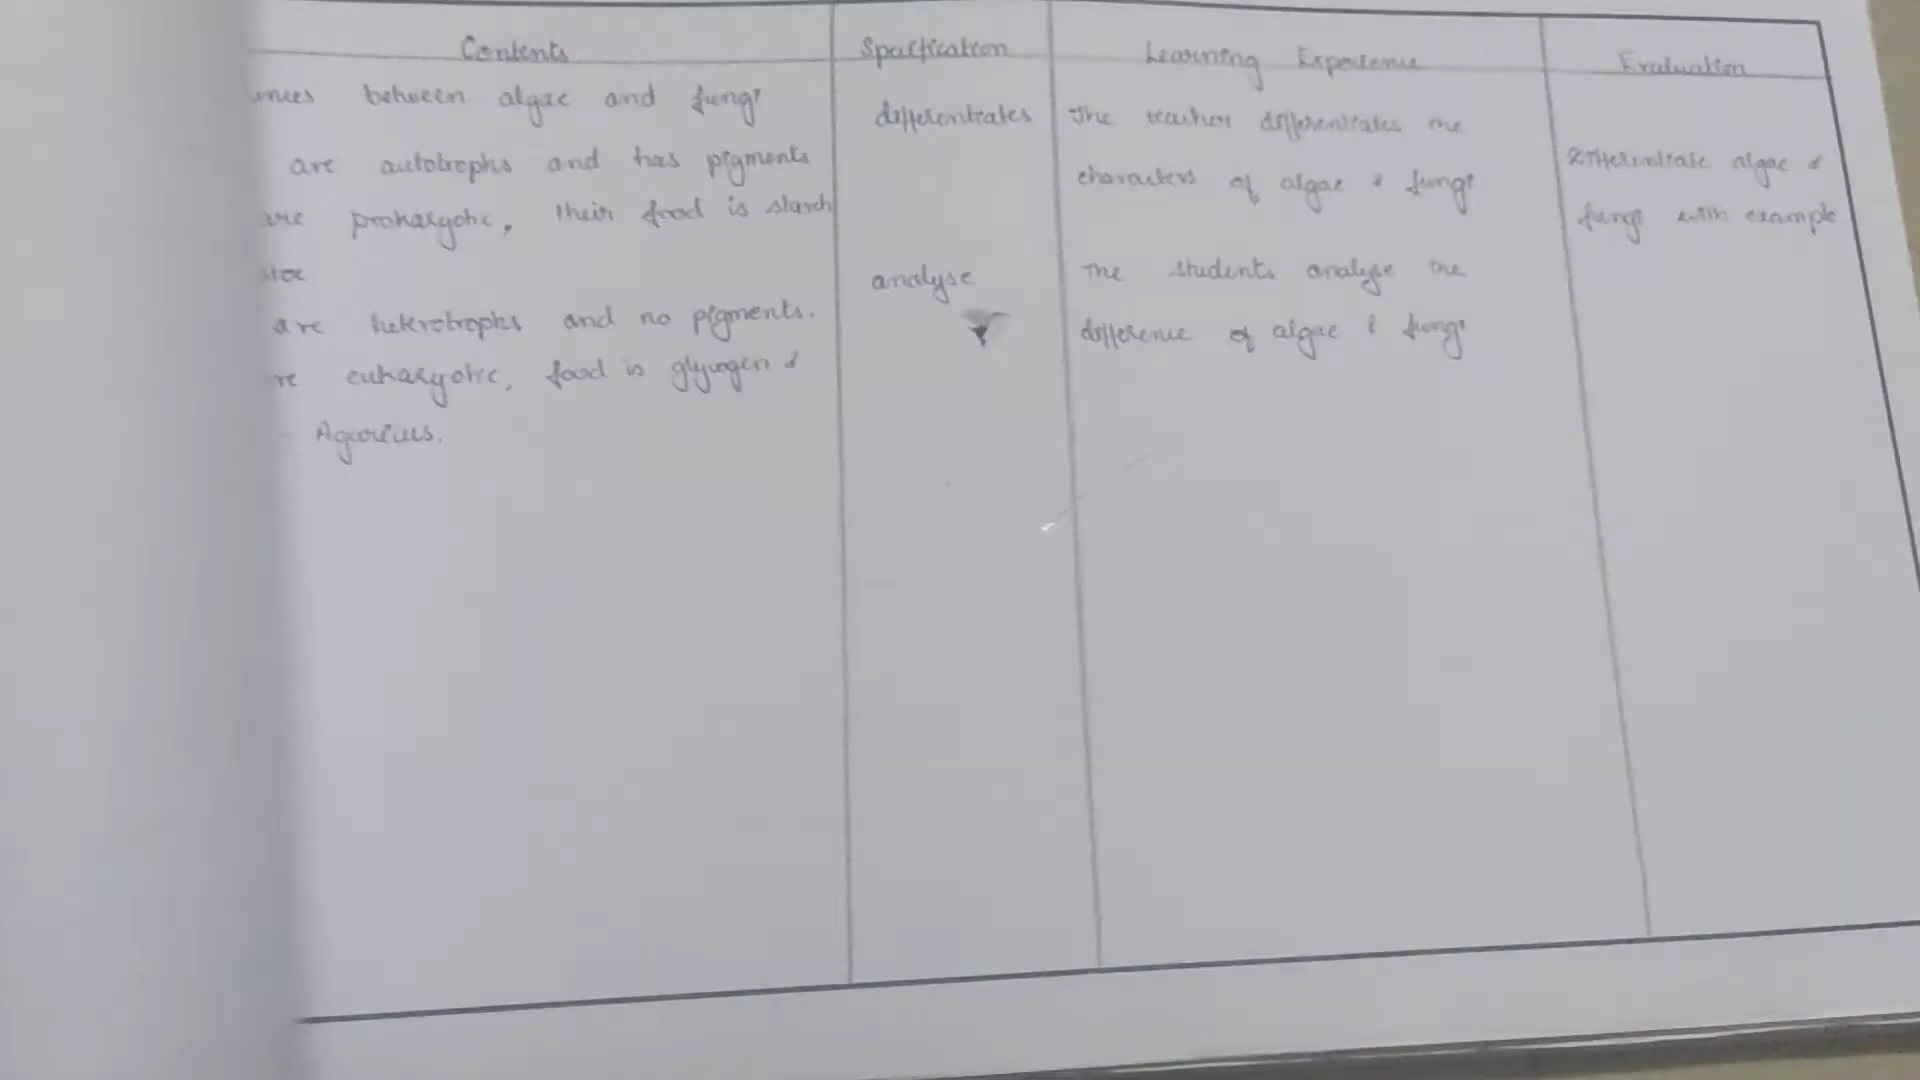 Contents
Specification
Learning Experience
Evaluation
between algae and fungi
are autotrophs and has pigments
are prokaryotic, their food is starch
are heterotrophs and no pigments.
eukaryotic, food is glycogen &
- Agaricus.
differentiates
analyse
The teacher differentiates the
characters of algae & fungi
The students analyse the
difference of algae & fungi
Differentiate algae &
fungi with example